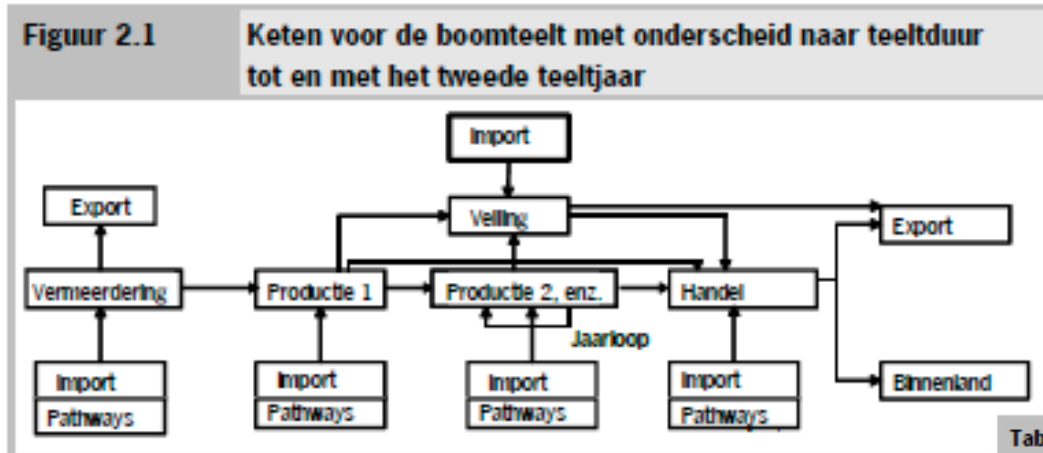 Figuur 2.1
Keten voor de boomteelt met onderscheid naar teeltduur
tot en met het tweede teeltjaar
Import
Export
Veiling
Export
Vermeerdering
Productie 1
Productie 2, enz.
Handel
Jaarloop
Import
Pathways
Import
Pathways
Import
Pathways
Import
Pathways
Binnenland
Tab